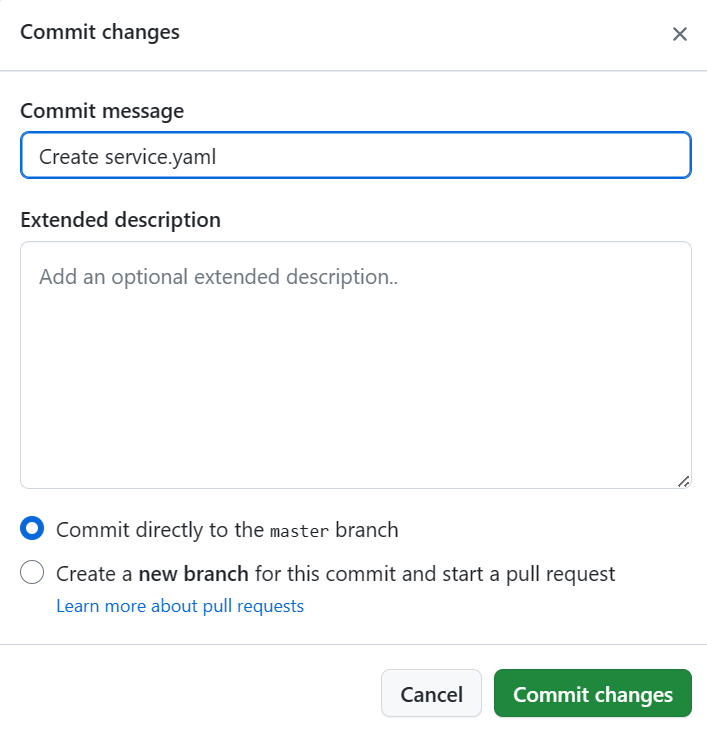 Commit changes
Commit message
Create service.yaml
Extended description
Add an optional extended description..
Commit directly to the master branch
Create a new branch for this commit and start a pull request
Learn more about pull requests
Cancel
Commit changes